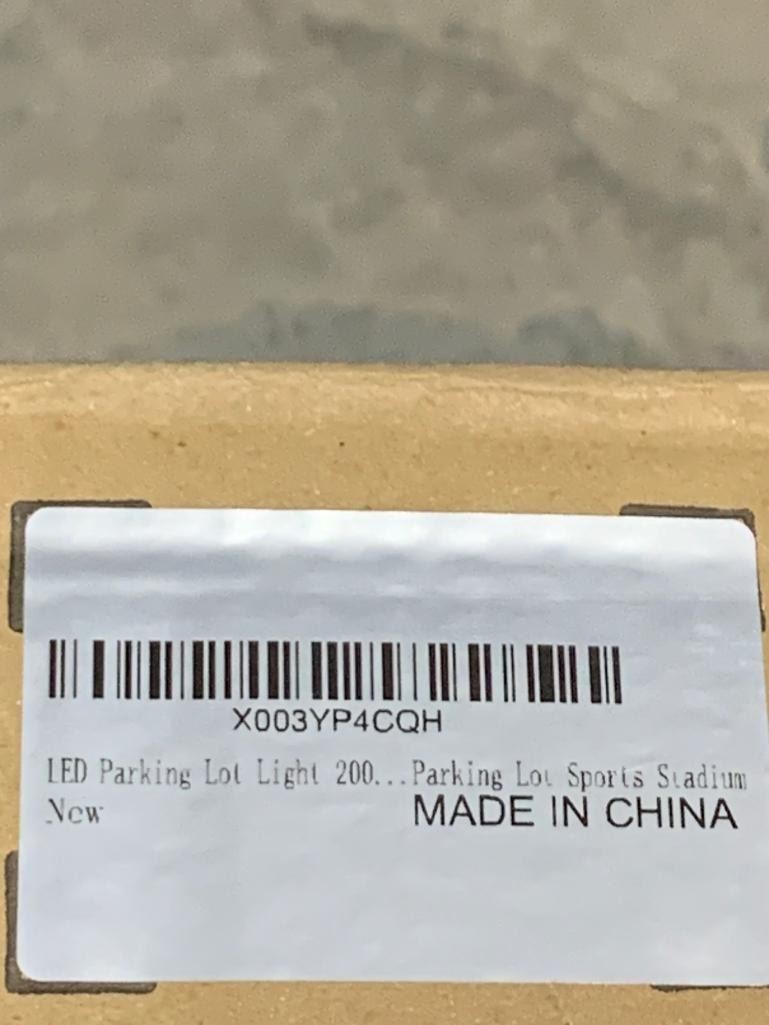 X003YP4CQH
LED Parking Lot Light 200...Parking Lot Sports Stadium
New
MADE IN CHINA